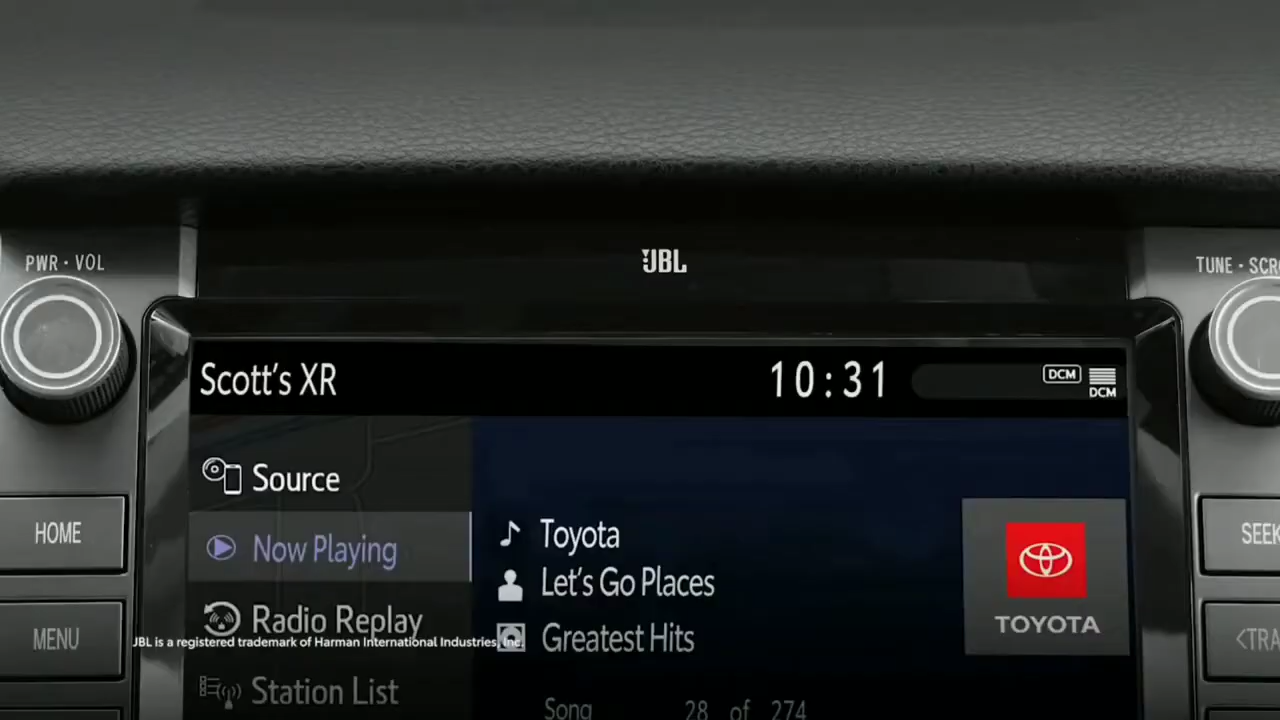 PWR · VOL
JBL
TUNE · SCR
Scott's XR
10:31
DCM
DCM
Source
HOME
Now Playing
Toyota
Let's Go Places
Greatest Hits
TOYOTA
SEEK
MENU
Radio Replay
<TRA
JBL is a registered trademark of Harman International Industries, Inc.
Station List
Song 28 of 274